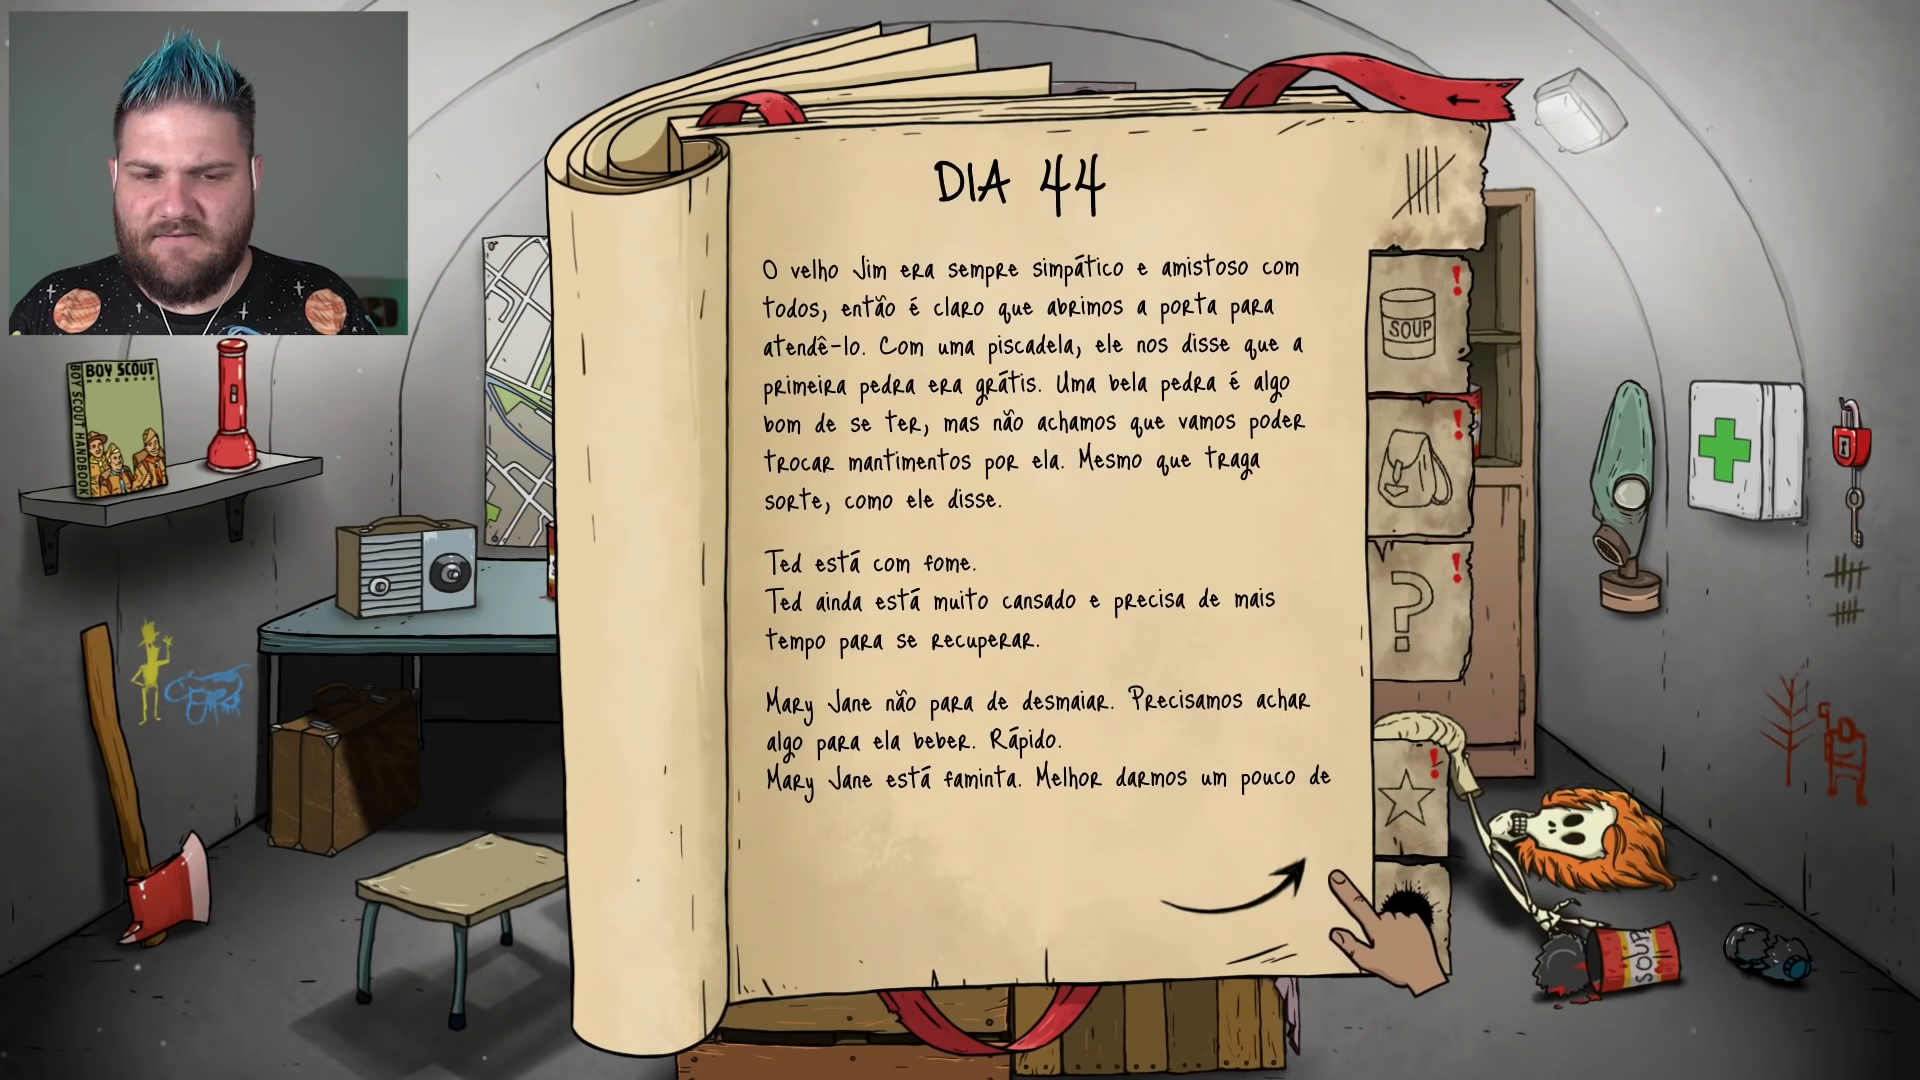 DIA 44
O velho Jim era sempre simpático e amistoso com
todos, então é claro que abrimos a porta para
atendê-lo. Com uma piscadela, ele nos disse que a
primeira pedra era grátis. Uma bela pedra é algo
bom de se ter, mas não achamos que vamos poder
trocar mantimentos por ela. Mesmo que traga
sorte, como ele disse.
Ted está com fome.
Ted ainda está muito cansado e precisa de mais
tempo para se recuperar.
Mary Jane não para de desmaiar. Precisamos achar
algo para ela beber. Rápido.
Mary Jane está faminta. Melhor darmos um pouco de
!
SOUP
!
!
?
!
BOY SCOUT
HANDBOOK
BOY SCOUT HANDBOOK
SOUP